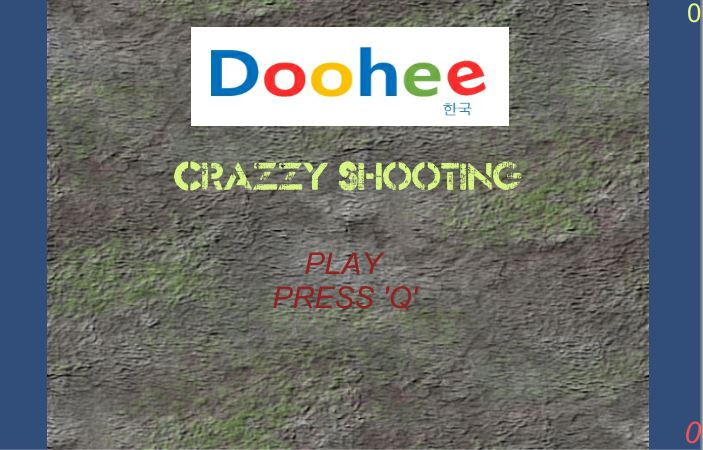 0
Doohee
한국
CRAZZY SHOOTING
PLAY
PRESS 'Q'
0